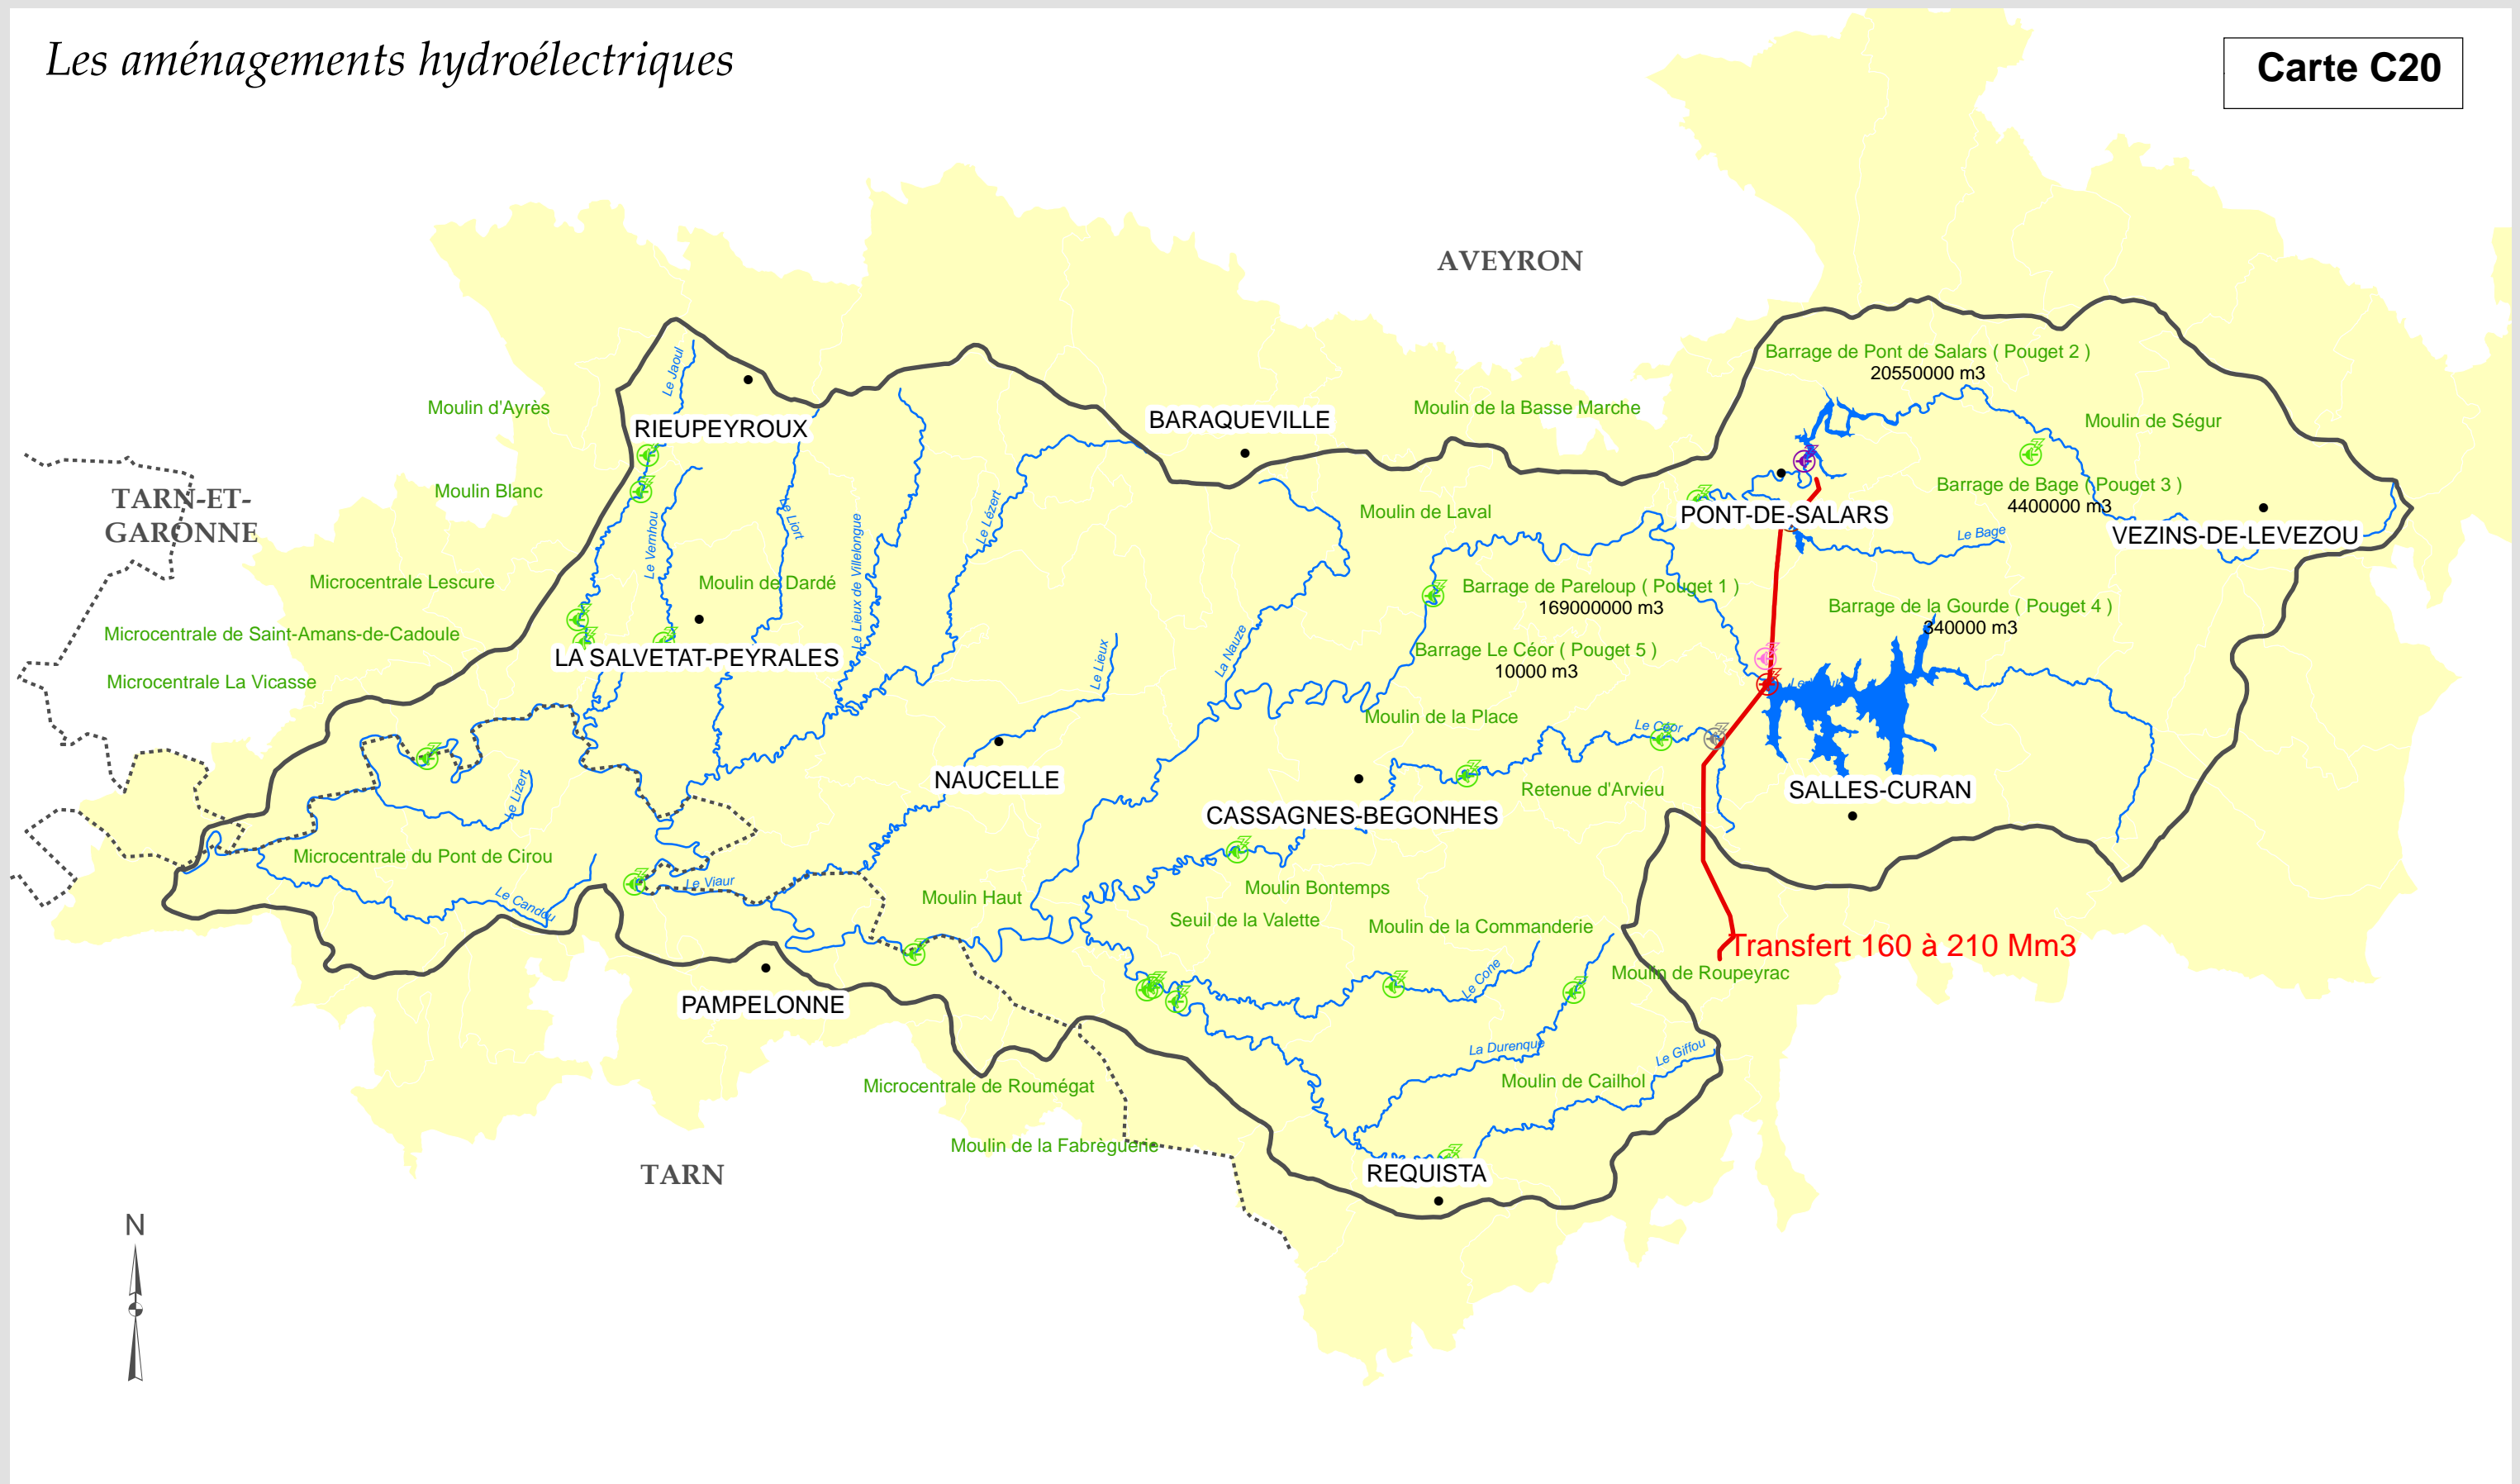 Les aménagements hydroélectriques
Carte C20
AVEYRON
Barrage de Pont de Salars ( Pouget 2 )
20550000 m3
Le Jaoul
Moulin d'Ayrès
RIEUPEYROUX
BARAQUEVILLE
Moulin de la Basse Marche
Moulin de Ségur
TARN-ET-
GARONNE
Moulin Blanc
Barrage de Bage ( Pouget 3 )
4400000 m3
Le Vernhou
Le Liort
Le Lieux de Villelongue
Le Lézert
Moulin de Laval
PONT-DE-SALARS
Le Bage
VEZINS-DE-LEVEZOU
Microcentrale Lescure
Moulin de Dardé
Barrage de Pareloup ( Pouget 1 )
169000000 m3
Barrage de la Gourde ( Pouget 4 )
340000 m3
Microcentrale de Saint-Amans-de-Cadoule
LA SALVETAT-PEYRALES
Le Lieux
La Nauze
Barrage Le Céor ( Pouget 5 )
10000 m3
Microcentrale La Vicasse
Moulin de la Place
Le Céor
Le Lizert
NAUCELLE
CASSAGNES-BEGONHES
Retenue d'Arvieu
SALLES-CURAN
Microcentrale du Pont de Cirou
Le Candou
Le Viaur
Moulin Haut
Moulin Bontemps
Seuil de la Valette
Moulin de la Commanderie
Transfert 160 à 210 Mm3
Moulin de Roupeyrac
Le Cone
PAMPELONNE
La Durenque
Le Giffou
Microcentrale de Roumégat
Moulin de Cailhol
Moulin de la Fabrèguerie
TARN
REQUISTA
N